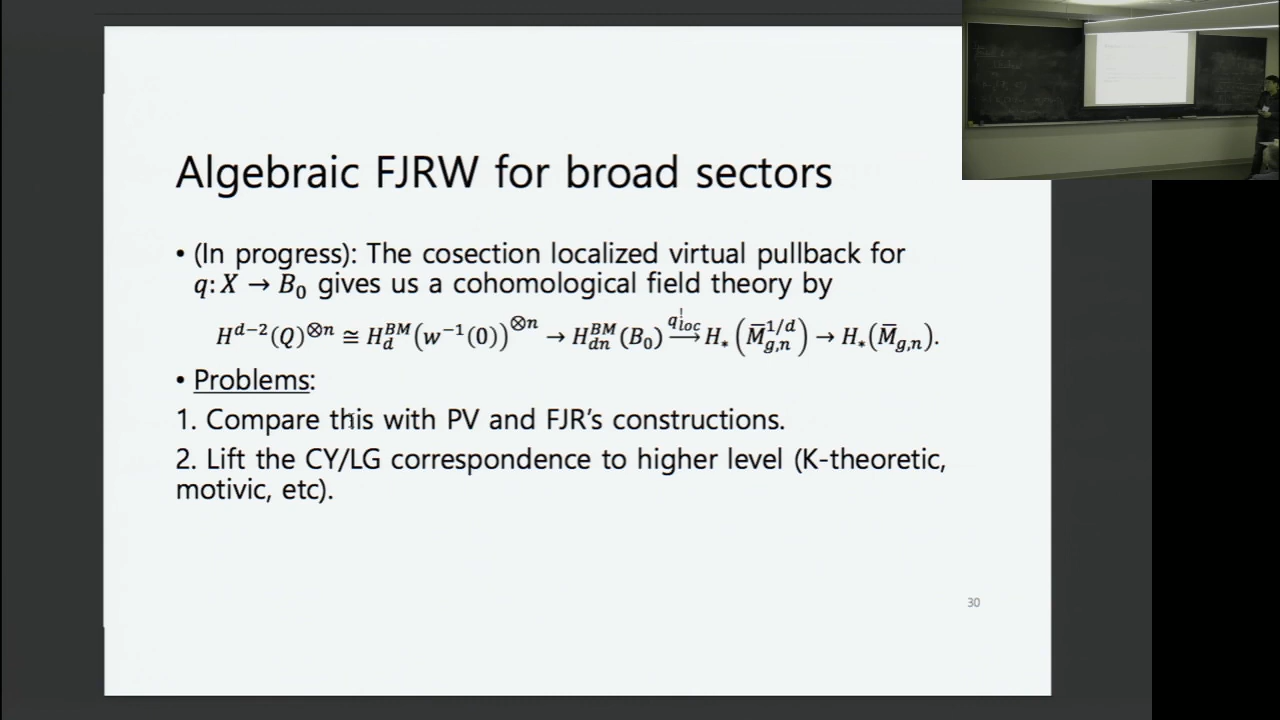 Algebraic FJRW for broad sectors
• (In progress): The cosection localized virtual pullback for
q: X → B₀ gives us a cohomological field theory by
H^{d−2}(Q)^{⊗n} ≅ H_d^{BM}(w^{−1}(0))^{⊗n} → H_{dn}^{BM}(B₀) \xrightarrow{q^!_{loc}} H_*(M̄_{g,n}^{1/d}) → H_*(M̄_{g,n}).
• Problems:
1. Compare this with PV and FJR's constructions.
2. Lift the CY/LG correspondence to higher level (K-theoretic,
motivic, etc).
30